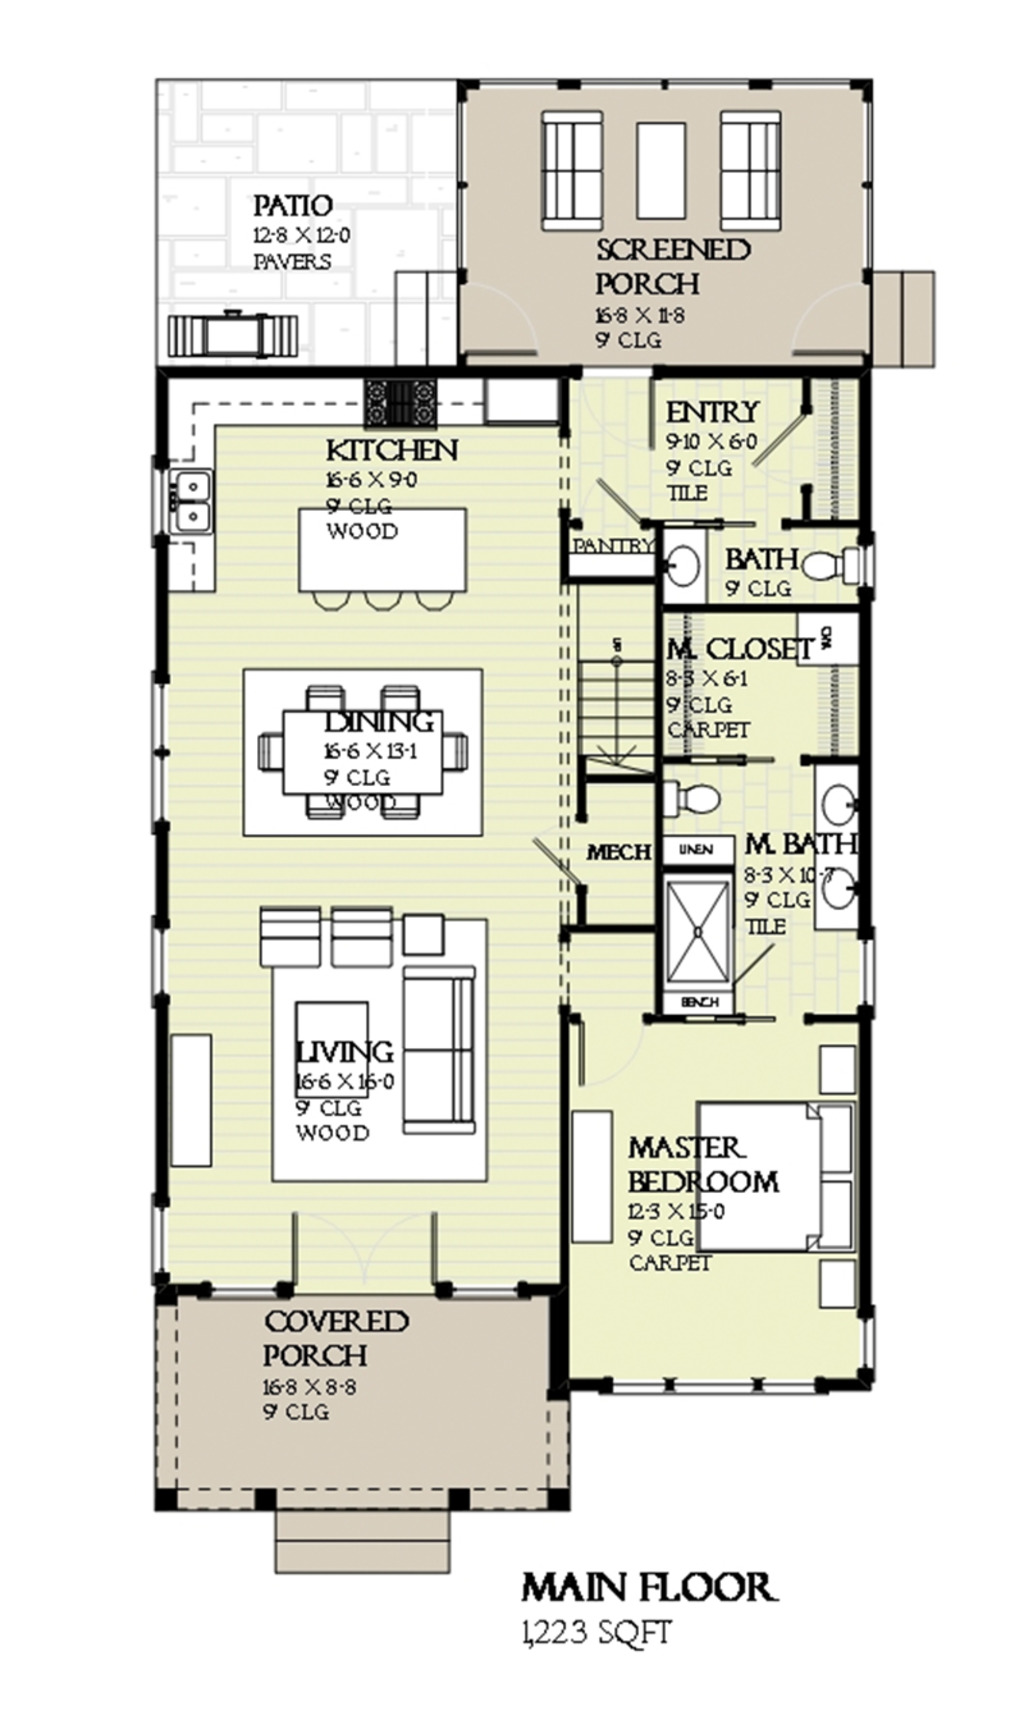 PATIO
12-8 X 12-0
PAVERS
SCREENED
PORCH
16-8 X 11-8
9' CLG
KITCHEN
16-6 X 9-0
9' CLG
WOOD
ENTRY
9-10 X 6-0
9' CLG
TILE
PANTRY
BATH
9' CLG
UP
M. CLOSET
8-3 X 6-1
9' CLG
CARPET
DINING
16-6 X 13-1
9' CLG
WOOD
MECH
LINEN
M. BATH
8-3 X 10-7
9' CLG
TILE
BENCH
LIVING
16-6 X 16-0
9' CLG
WOOD
MASTER
BEDROOM
12-3 X 15-0
9' CLG
CARPET
COVERED
PORCH
16-8 X 8-8
9' CLG
MAIN FLOOR
1,223 SQFT